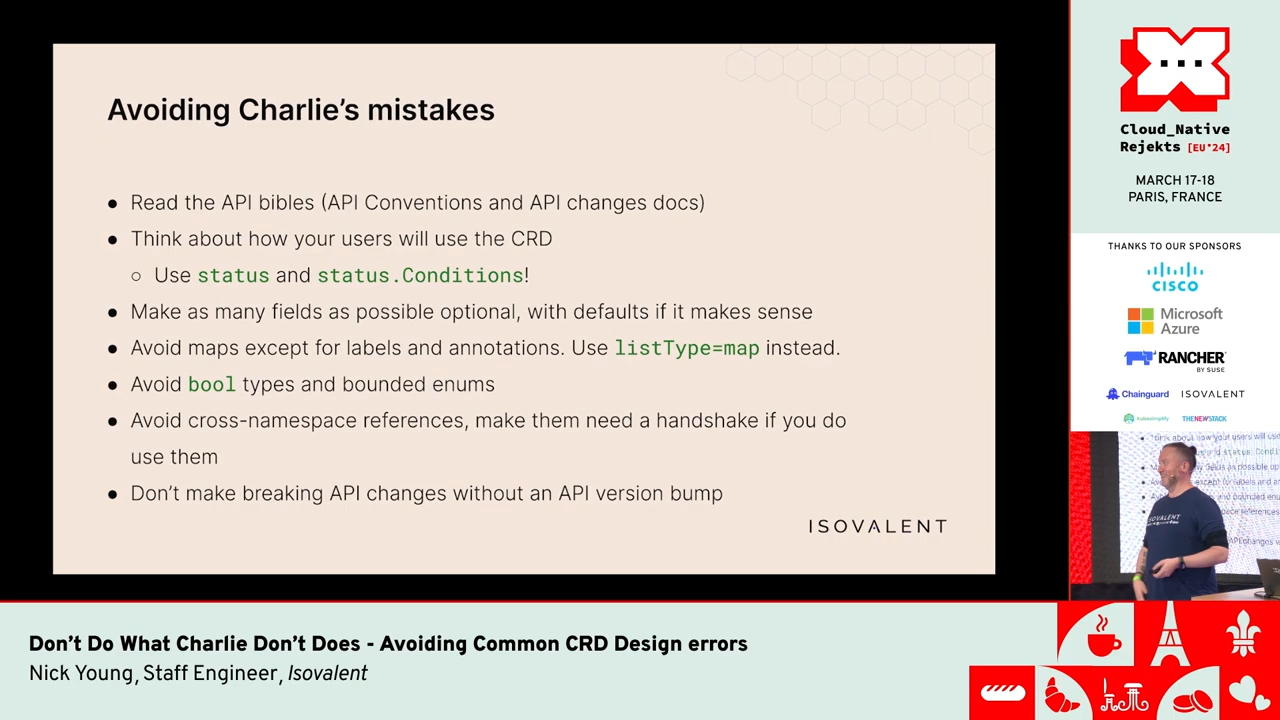 Avoiding Charlie’s mistakes
● Read the API bibles (API Conventions and API changes docs)
● Think about how your users will use the CRD
○ Use status and status.Conditions!
● Make as many fields as possible optional, with defaults if it makes sense
● Avoid maps except for labels and annotations. Use listType=map instead.
● Avoid bool types and bounded enums
● Avoid cross-namespace references, make them need a handshake if you do
use them
● Don’t make breaking API changes without an API version bump
ISOVALENT
Cloud_Native
Rejekts [EU'24]
MARCH 17-18
PARIS, FRANCE
THANKS TO OUR SPONSORS
CISCO
Microsoft
Azure
RANCHER
BY SUSE
Chainguard ISOVALENT
Kubesimplify THENEWSTACK
ISOVALENT
Don’t Do What Charlie Don’t Does - Avoiding Common CRD Design errors
Nick Young, Staff Engineer, Isovalent